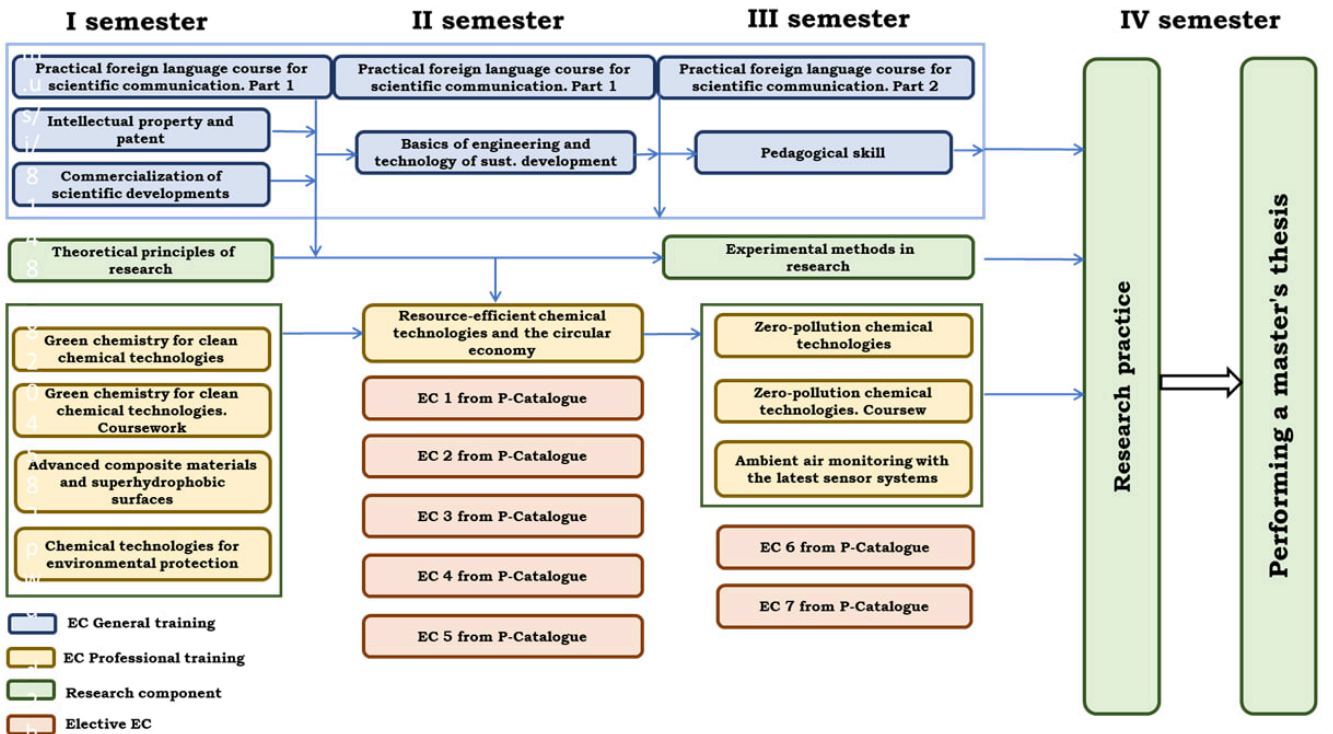 I semester
II semester
III semester
IV semester
Practical foreign language course for
scientific communication. Part 1
Practical foreign language course for
scientific communication. Part 1
Practical foreign language course for
scientific communication. Part 2
Intellectual property and
patent
Basics of engineering and
technology of sust. development
Pedagogical skill
Commercialization of
scientific developments
Theoretical principles of
research
Experimental methods in
research
Green chemistry for clean
chemical technologies
Resource-efficient chemical
technologies and the circular
economy
Zero-pollution chemical
technologies
Green chemistry for clean
chemical technologies.
Coursework
EC 1 from P-Catalogue
Zero-pollution chemical
technologies. Coursew
Advanced composite materials
and superhydrophobic
surfaces
EC 2 from P-Catalogue
Ambient air monitoring with
the latest sensor systems
Chemical technologies for
environmental protection
EC 3 from P-Catalogue
EC 4 from P-Catalogue
EC 5 from P-Catalogue
EC 6 from P-Catalogue
EC 7 from P-Catalogue
Research practice
Performing a master's thesis
EC General training
EC Professional training
Research component
Elective EC